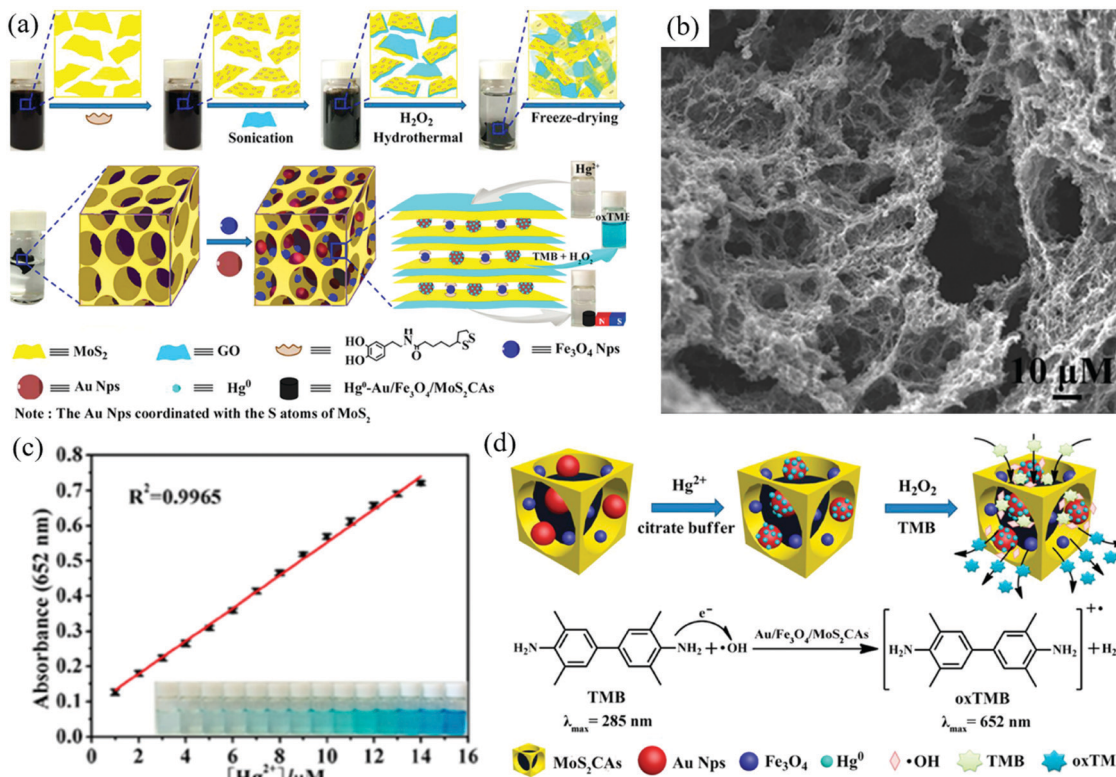 (a)
Sonication
H₂O₂
Hydrothermal
Freeze-drying
Hg²⁺
oxTMB
TMB + H₂O₂
N S
MoS₂
GO
HO
HO
H
N
O
S-S
Fe₃O₄ Nps
Au Nps
Hg⁰
Hg⁰-Au/Fe₃O₄/MoS₂CAs
Note : The Au Nps coordinated with the S atoms of MoS₂
(b)
10 μM
(c)
R²=0.9965
Absorbance (652 nm)
0.8
0.7
0.6
0.5
0.4
0.3
0.2
0.1
0.0
0 2 4 6 8 10 12 14 16
[Hg²⁺]/μM
(d)
Hg²⁺
citrate buffer
H₂O₂
TMB
e⁻
H₂N
NH₂ + •OH
Au/Fe₃O₄/MoS₂CAs
H₂N
NH₂
+•
TMB
oxTMB
λmax = 285 nm
λmax = 652 nm
MoS₂CAs
Au Nps
Fe₃O₄
Hg⁰
•OH
TMB